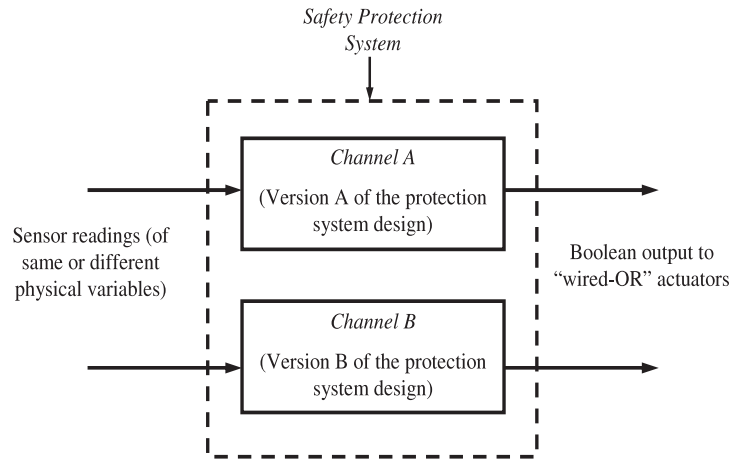 Safety Protection
System
Channel A
(Version A of the protection
system design)
Sensor readings (of
same or different
physical variables)
Boolean output to
“wired-OR” actuators
Channel B
(Version B of the protection
system design)